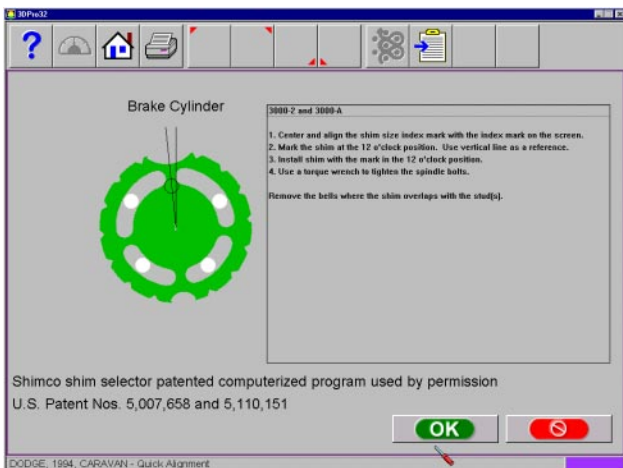 3DPro32
?
Brake Cylinder
3000-2 and 3000-A
1. Center and align the shim size index mark with the index mark on the screen.
2. Mark the shim at the 12 o'clock position. Use vertical line as a reference.
3. Install shim with the mark in the 12 o'clock position.
4. Use a torque wrench to tighten the spindle bolts.
Remove the bells where the shim overlaps with the stud(s).
Shimco shim selector patented computerized program used by permission
U.S. Patent Nos. 5,007,658 and 5,110,151
OK
DODGE, 1994, CARAVAN - Quick Alignment